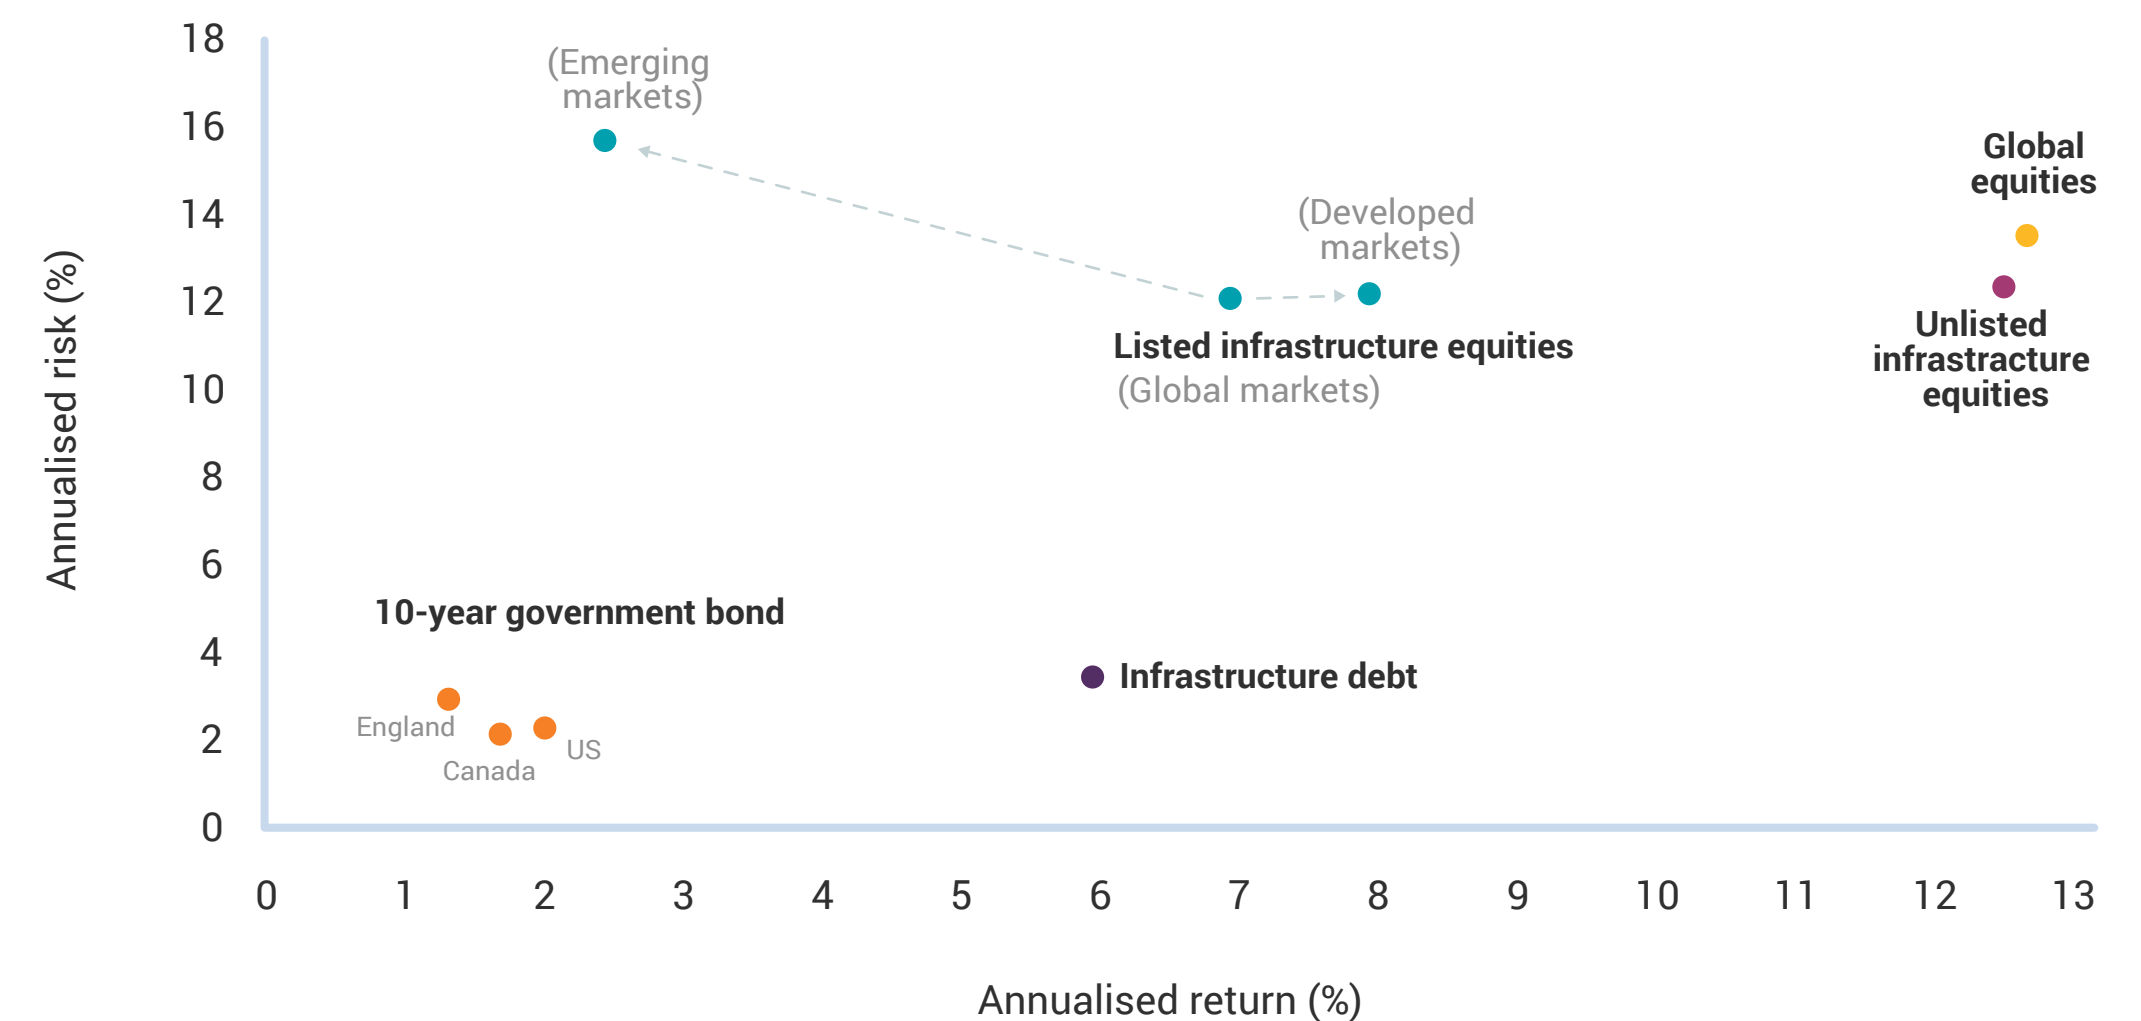 18
16
14
12
10
8
6
4
2
0
Annualised risk (%)
(Emerging
markets)
(Developed
markets)
Global
equities
Listed infrastructure equities
(Global markets)
Unlisted
infrastracture
equities
10-year government bond
Infrastructure debt
England
Canada
US
0 1 2 3 4 5 6 7 8 9 10 11 12 13
Annualised return (%)